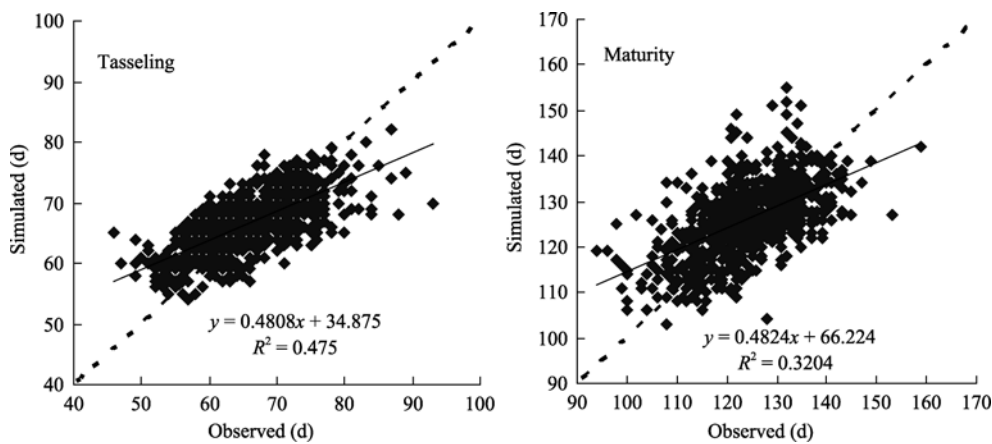 Tasseling
100
90
80
70
60
50
40
Simulated (d)
y = 0.4808x + 34.875
R² = 0.475
40 50 60 70 80 90 100
Observed (d)
Maturity
170
160
150
140
130
120
110
100
90
Simulated (d)
y = 0.4824x + 66.224
R² = 0.3204
90 100 110 120 130 140 150 160 170
Observed (d)